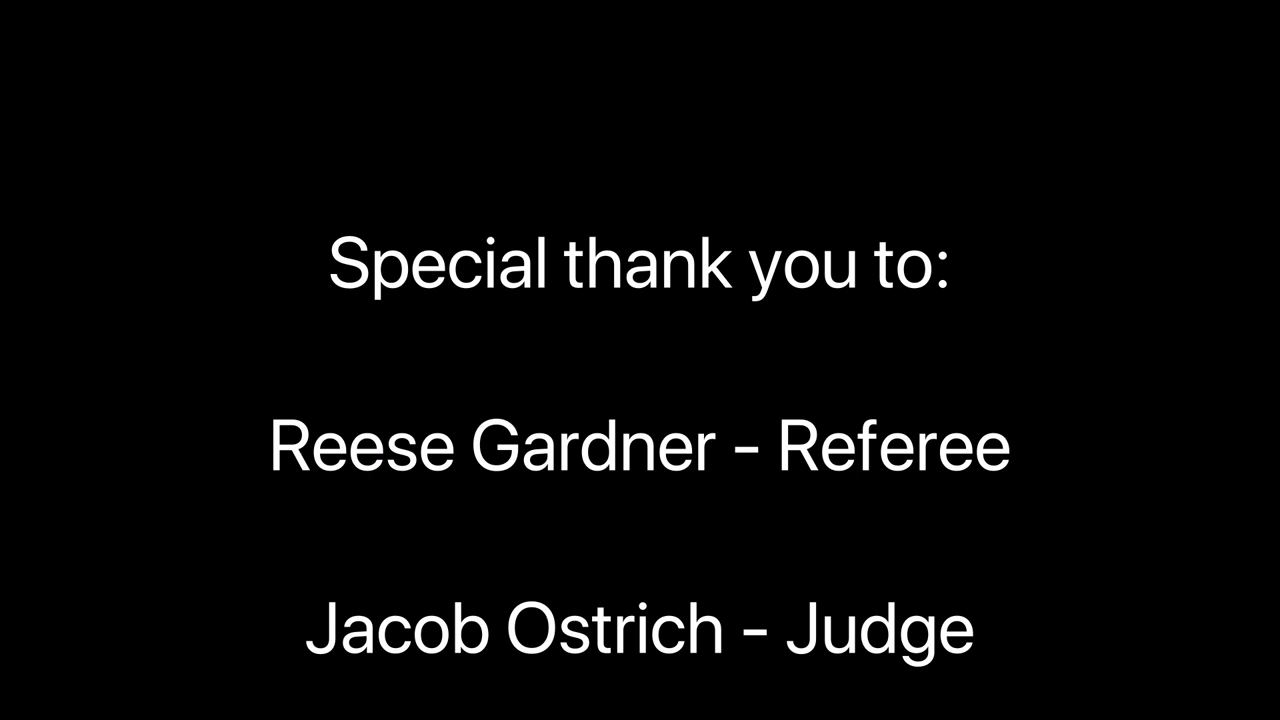 Special thank you to:
Reese Gardner - Referee
Jacob Ostrich - Judge